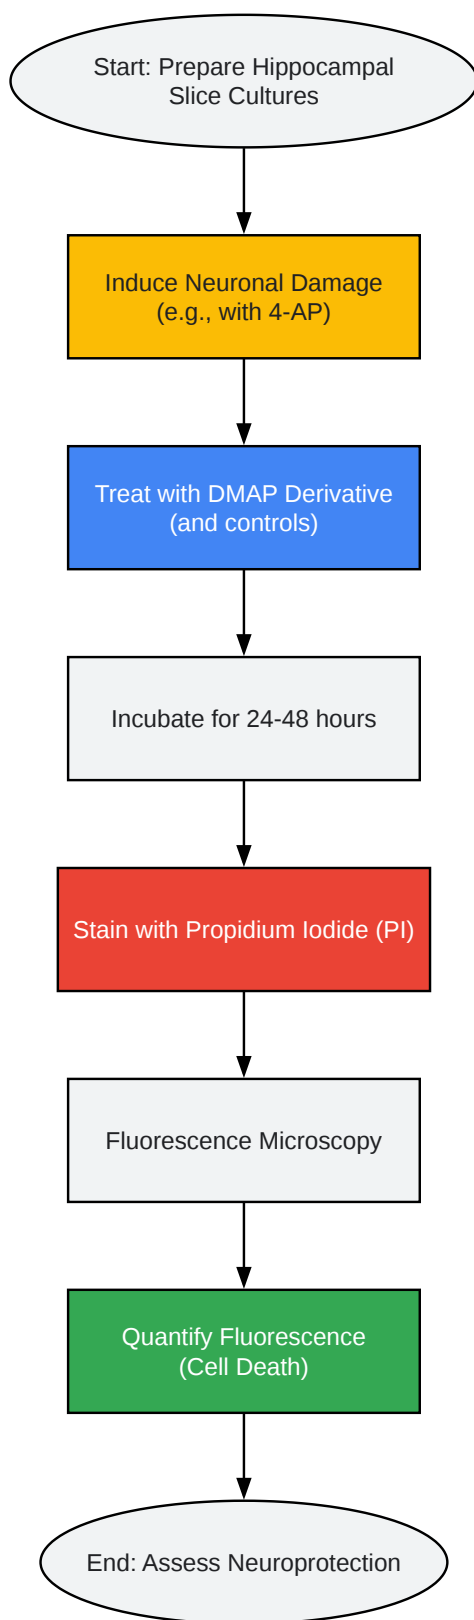 Start: Prepare Hippocampal
Slice Cultures
Induce Neuronal Damage
(e.g., with 4-AP)
Treat with DMAP Derivative
(and controls)
Incubate for 24-48 hours
Stain with Propidium Iodide (PI)
Fluorescence Microscopy
Quantify Fluorescence
(Cell Death)
End: Assess Neuroprotection